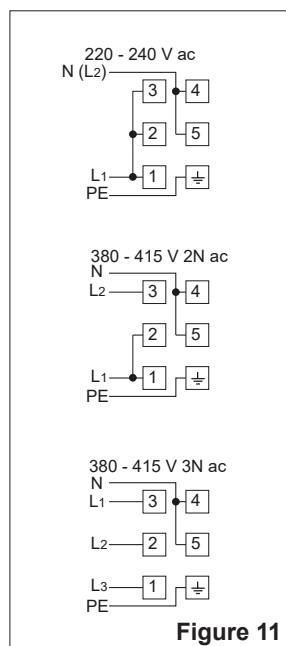 220 - 240 V ac
N (L2)
3 4
2 5
L1 1
PE
380 - 415 V 2N ac
N
L2 3 4
2 5
L1 1
PE
380 - 415 V 3N ac
N
L1 3 4
L2 2 5
L3 1
PE
Figure 11